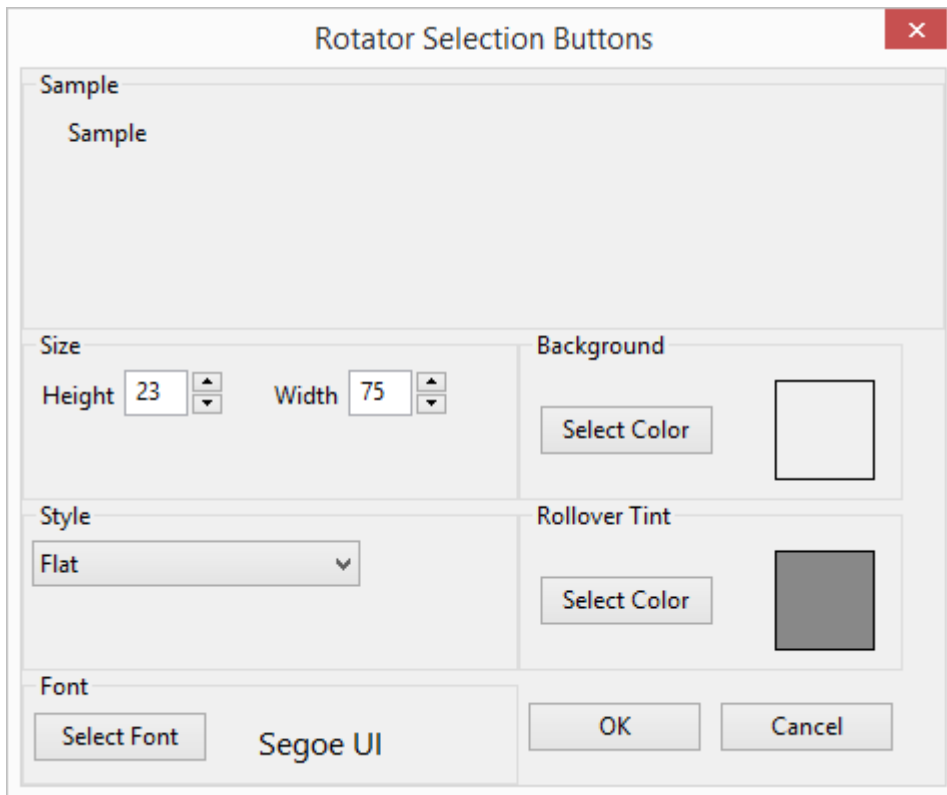 Rotator Selection Buttons
Sample
Sample
Size
Height 23 Width 75
Background
Select Color
Style
Flat
Rollover Tint
Select Color
Font
Select Font Segoe UI
OK Cancel